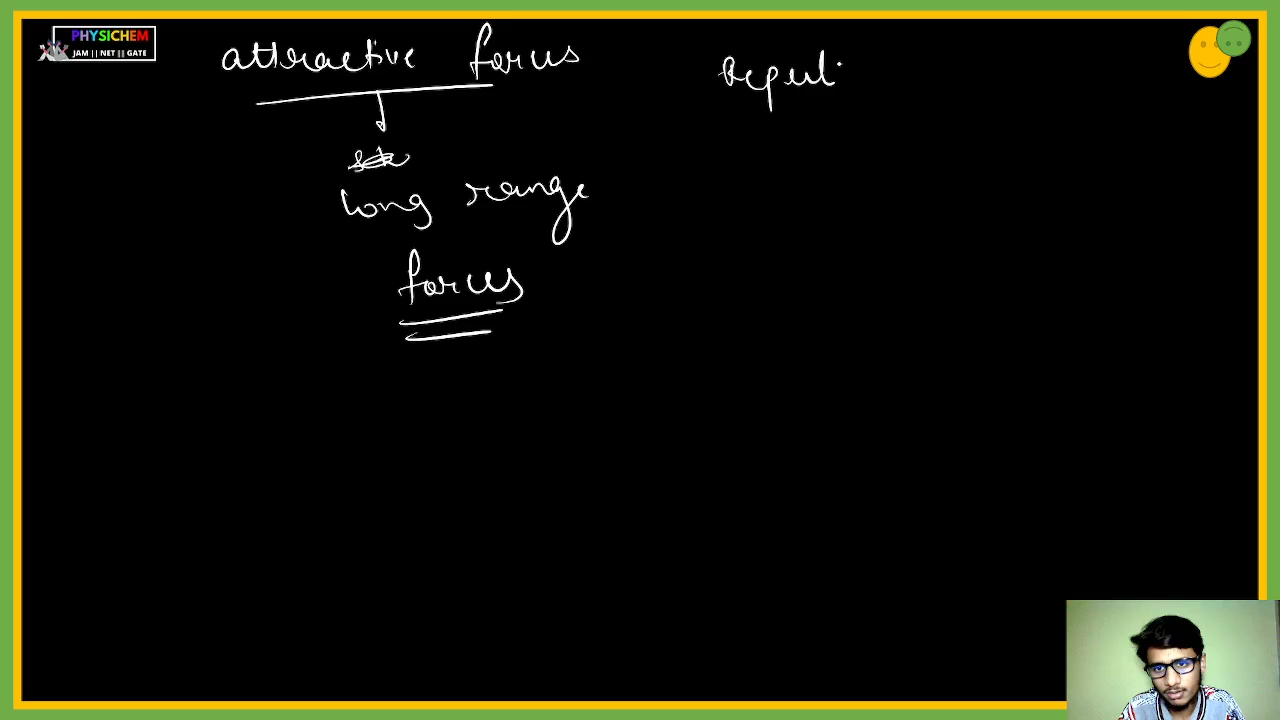 PHYSICHEM
JAM || NET || GATE
attractive forces
Repul
long range
forces